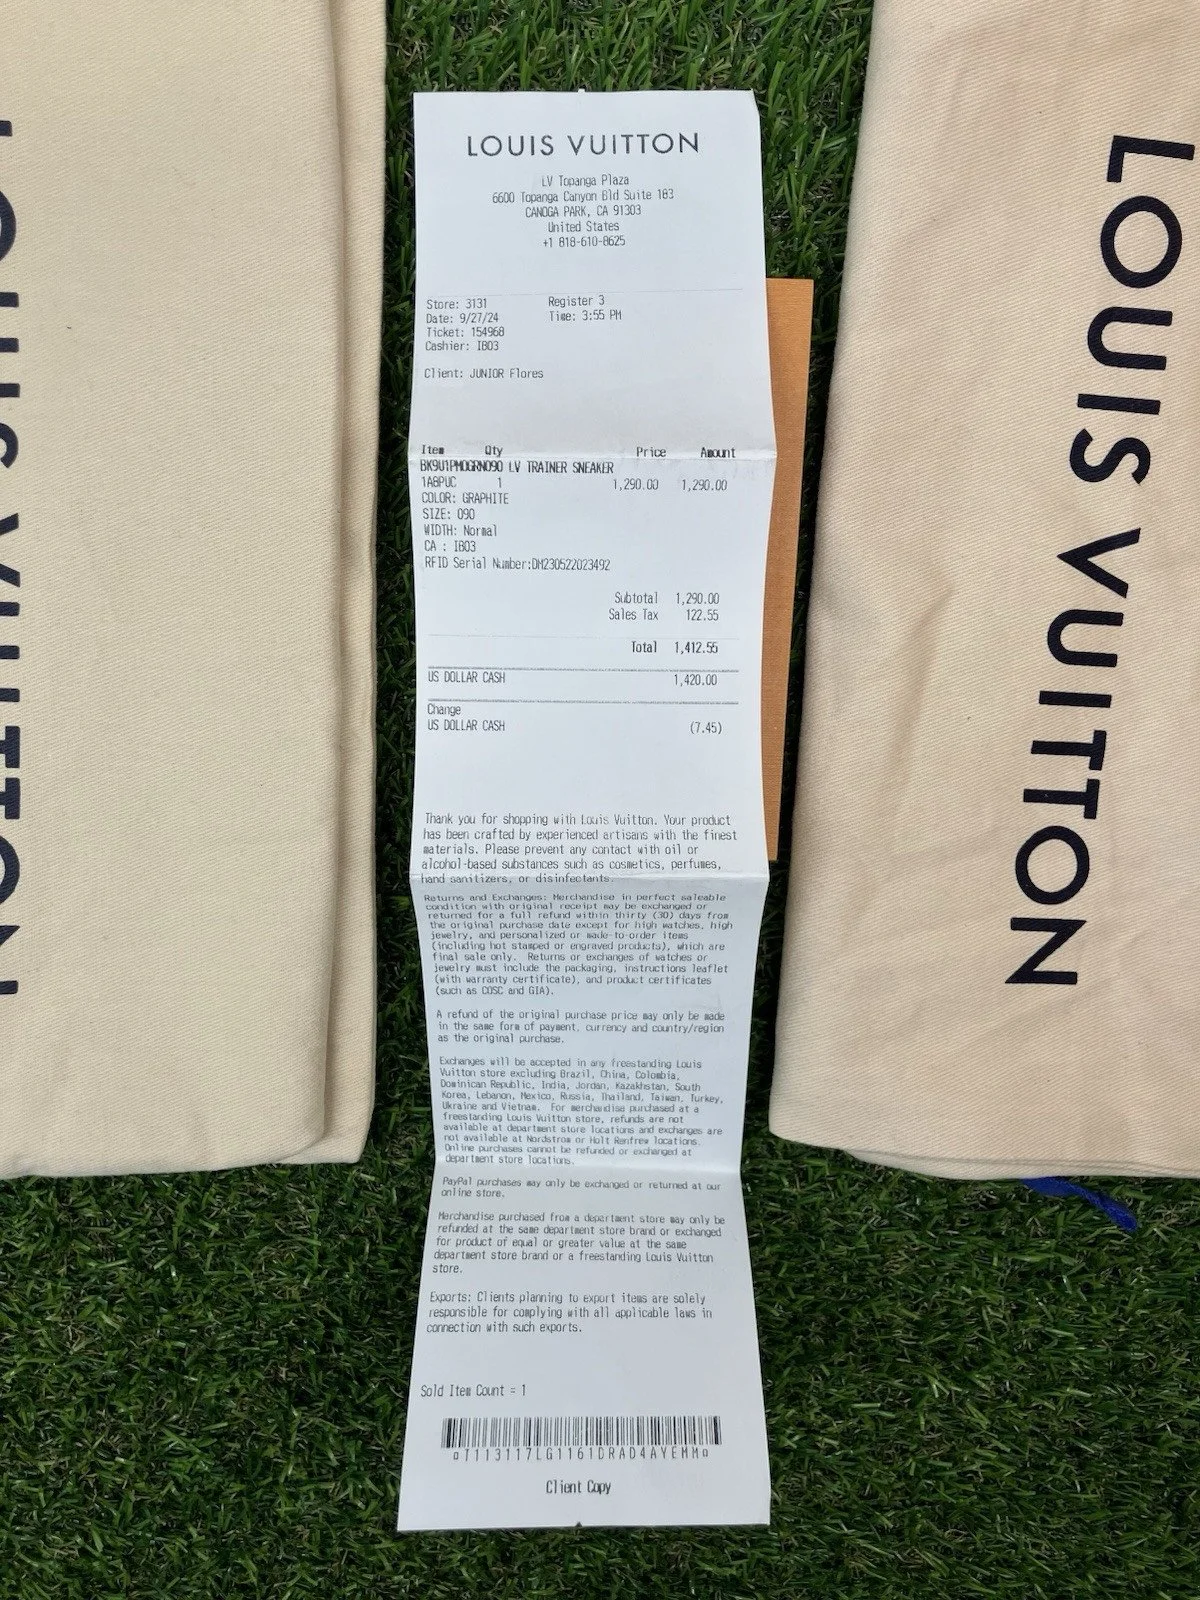 LOUIS VUITTON
LV Topanga Plaza
6600 Topanga Canyon Bld Suite 183
CANOGA PARK, CA 91303
United States
+1 818-610-8625
Store: 3131 Register 3
Date: 9/27/24 Time: 3:55 PM
Ticket: 154968
Cashier: IB03
Client: JUNIOR Flores
Item Qty Price Amount
BK9U1PMOGRN090 LV TRAINER SNEAKER
1A8PUC 1 1,290.00 1,290.00
COLOR: GRAPHITE
SIZE: 090
WIDTH: Normal
CA : IB03
RFID Serial Number:DM230522023492
Subtotal 1,290.00
Sales Tax 122.55
Total 1,412.55
US DOLLAR CASH 1,420.00
Change
US DOLLAR CASH (7.45)
Thank you for shopping with Louis Vuitton. Your product
has been crafted by experienced artisans with the finest
materials. Please prevent any contact with oil or
alcohol-based substances such as cosmetics, perfumes,
hand sanitizers, or disinfectants.
Returns and Exchanges: Merchandise in perfect saleable
condition with original receipt may be exchanged or
returned for a full refund within thirty (30) days from
the original purchase date except for high watches, high
jewelry, and personalized or made-to-order items
(including hot stamped or engraved products), which are
final sale only. Returns or exchanges of watches or
jewelry must include the packaging, instructions leaflet
(with warranty certificate), and product certificates
(such as COSC and GIA).
A refund of the original purchase price may only be made
in the same form of payment, currency and country/region
as the original purchase.
Exchanges will be accepted in any freestanding Louis
Vuitton store excluding Brazil, China, Colombia,
Dominican Republic, India, Jordan, Kazakhstan, South
Korea, Lebanon, Mexico, Russia, Thailand, Taiwan, Turkey,
Ukraine and Vietnam. For merchandise purchased at a
freestanding Louis Vuitton store, refunds are not
available at department store locations and exchanges are
not available at Nordstrom or Holt Renfrew locations.
Online purchases cannot be refunded or exchanged at
department store locations.
PayPal purchases may only be exchanged or returned at our
online store.
Merchandise purchased from a department store may only be
refunded at the same department store brand or exchanged
for product of equal or greater value at the same
department store brand or a freestanding Louis Vuitton
store.
Exports: Clients planning to export items are solely
responsible for complying with all applicable laws in
connection with such exports.
Sold Item Count = 1
¤T113117LG1161DRAD4AYEMM¤
Client Copy
LOUIS VUITTON
LOUIS VUITTON